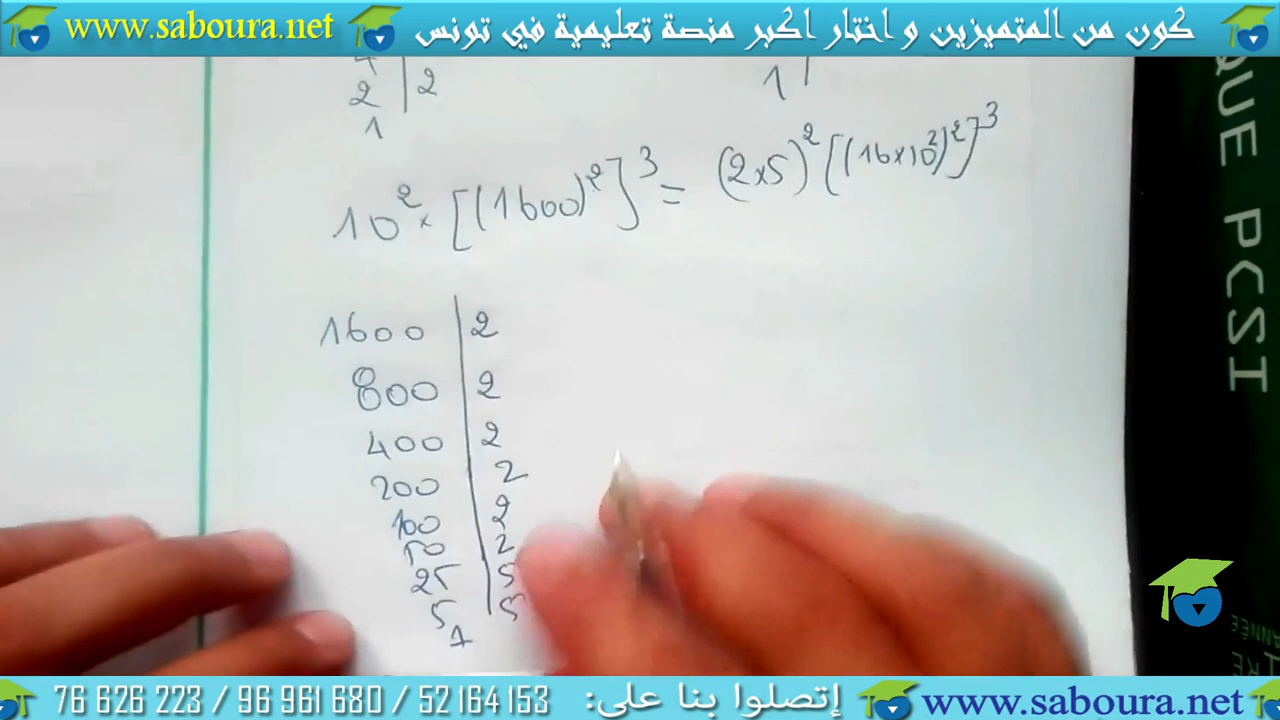 www.saboura.net كون من المتميزين و اختار اكبر منصة تعليمية في تونس
2 | 2
1
1
10² × [(1600)²]³ = (2×5)² [(16×10²)²]³
1600 | 2
800 | 2
400 | 2
200 | 2
100 | 2
50 | 2
25 | 5
5 | 5
1
QUE PCSI
ANNÉE
76 626 223 / 96 961 680 / 52 164 153 إتصلوا بنا على: www.saboura.net